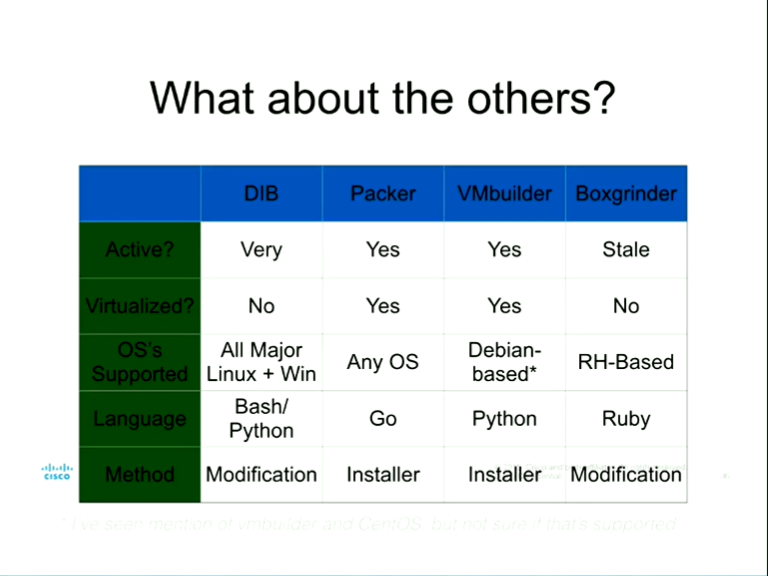 What about the others?
DIB Packer VMbuilder Boxgrinder
Active? Very Yes Yes Stale
Virtualized? No Yes Yes No
OS's Supported All Major Linux + Win Any OS Debian-based* RH-Based
Language Bash/ Python Go Python Ruby
Method Modification Installer Installer Modification
CISCO
* I've seen mention of vmbuilder and CentOS, but not sure if that's supported